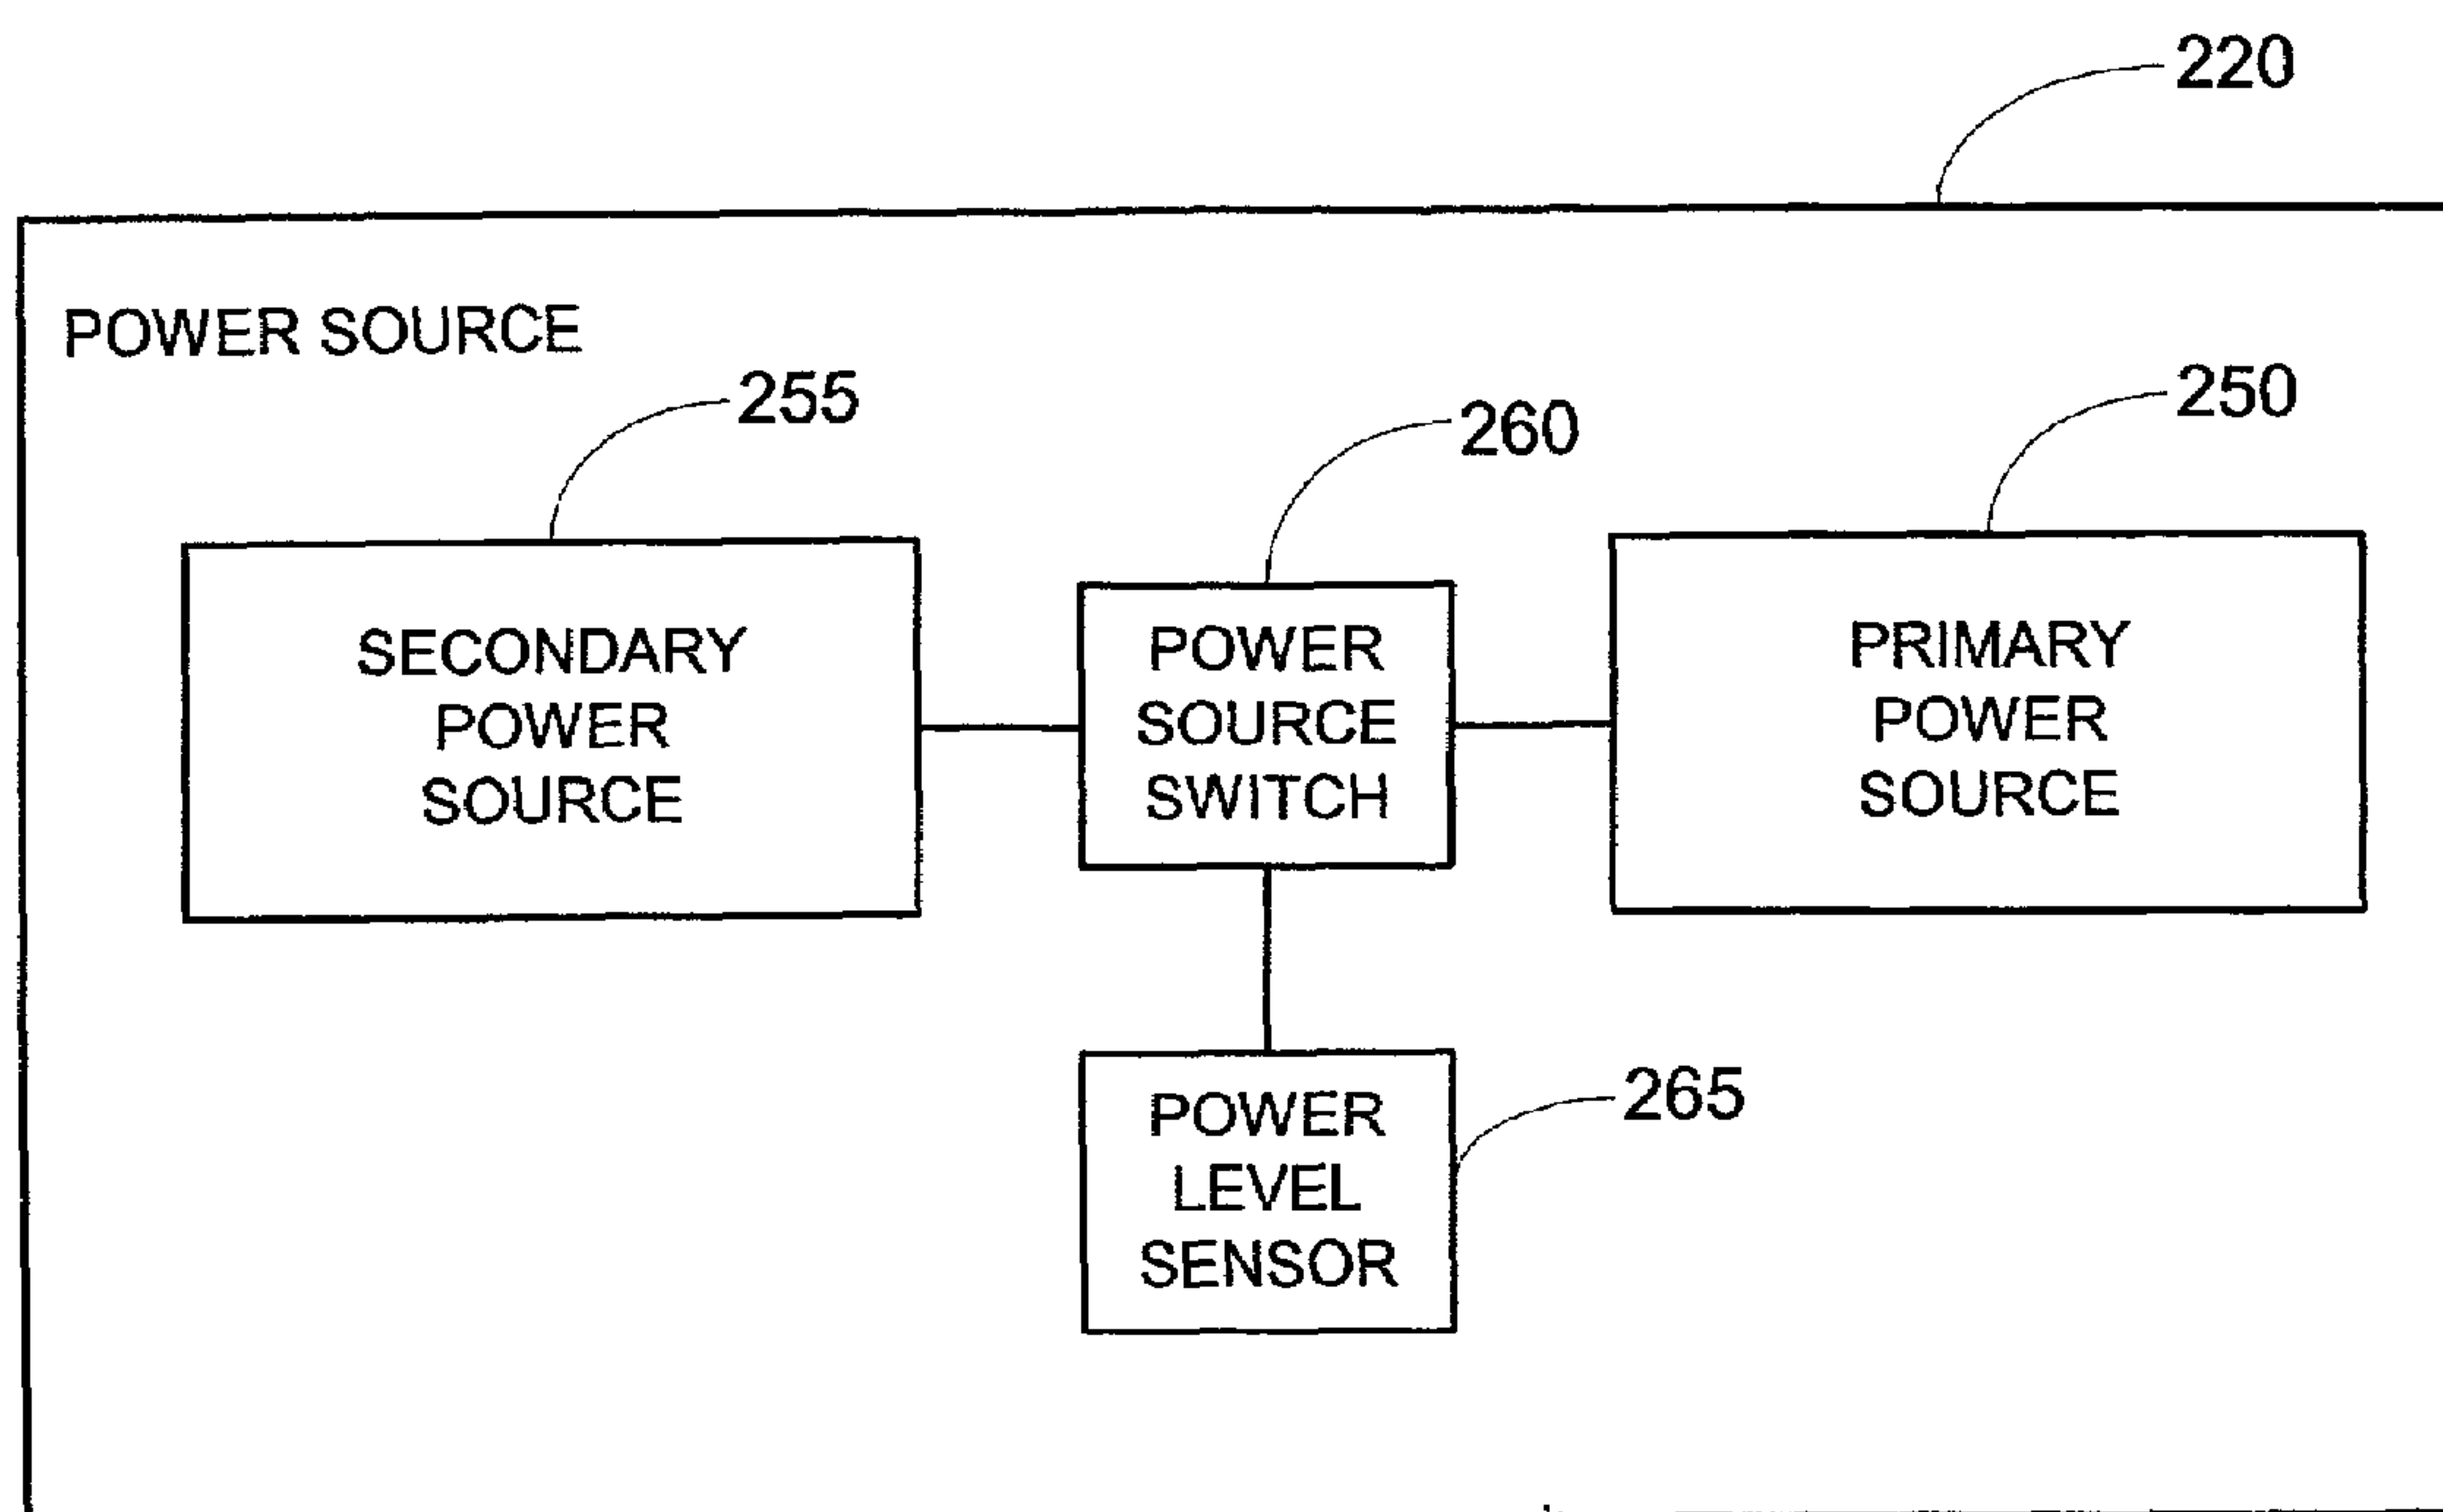 220
POWER SOURCE
255
260
250
SECONDARY
POWER
SOURCE
POWER
SOURCE
SWITCH
PRIMARY
POWER
SOURCE
POWER
LEVEL
SENSOR
265